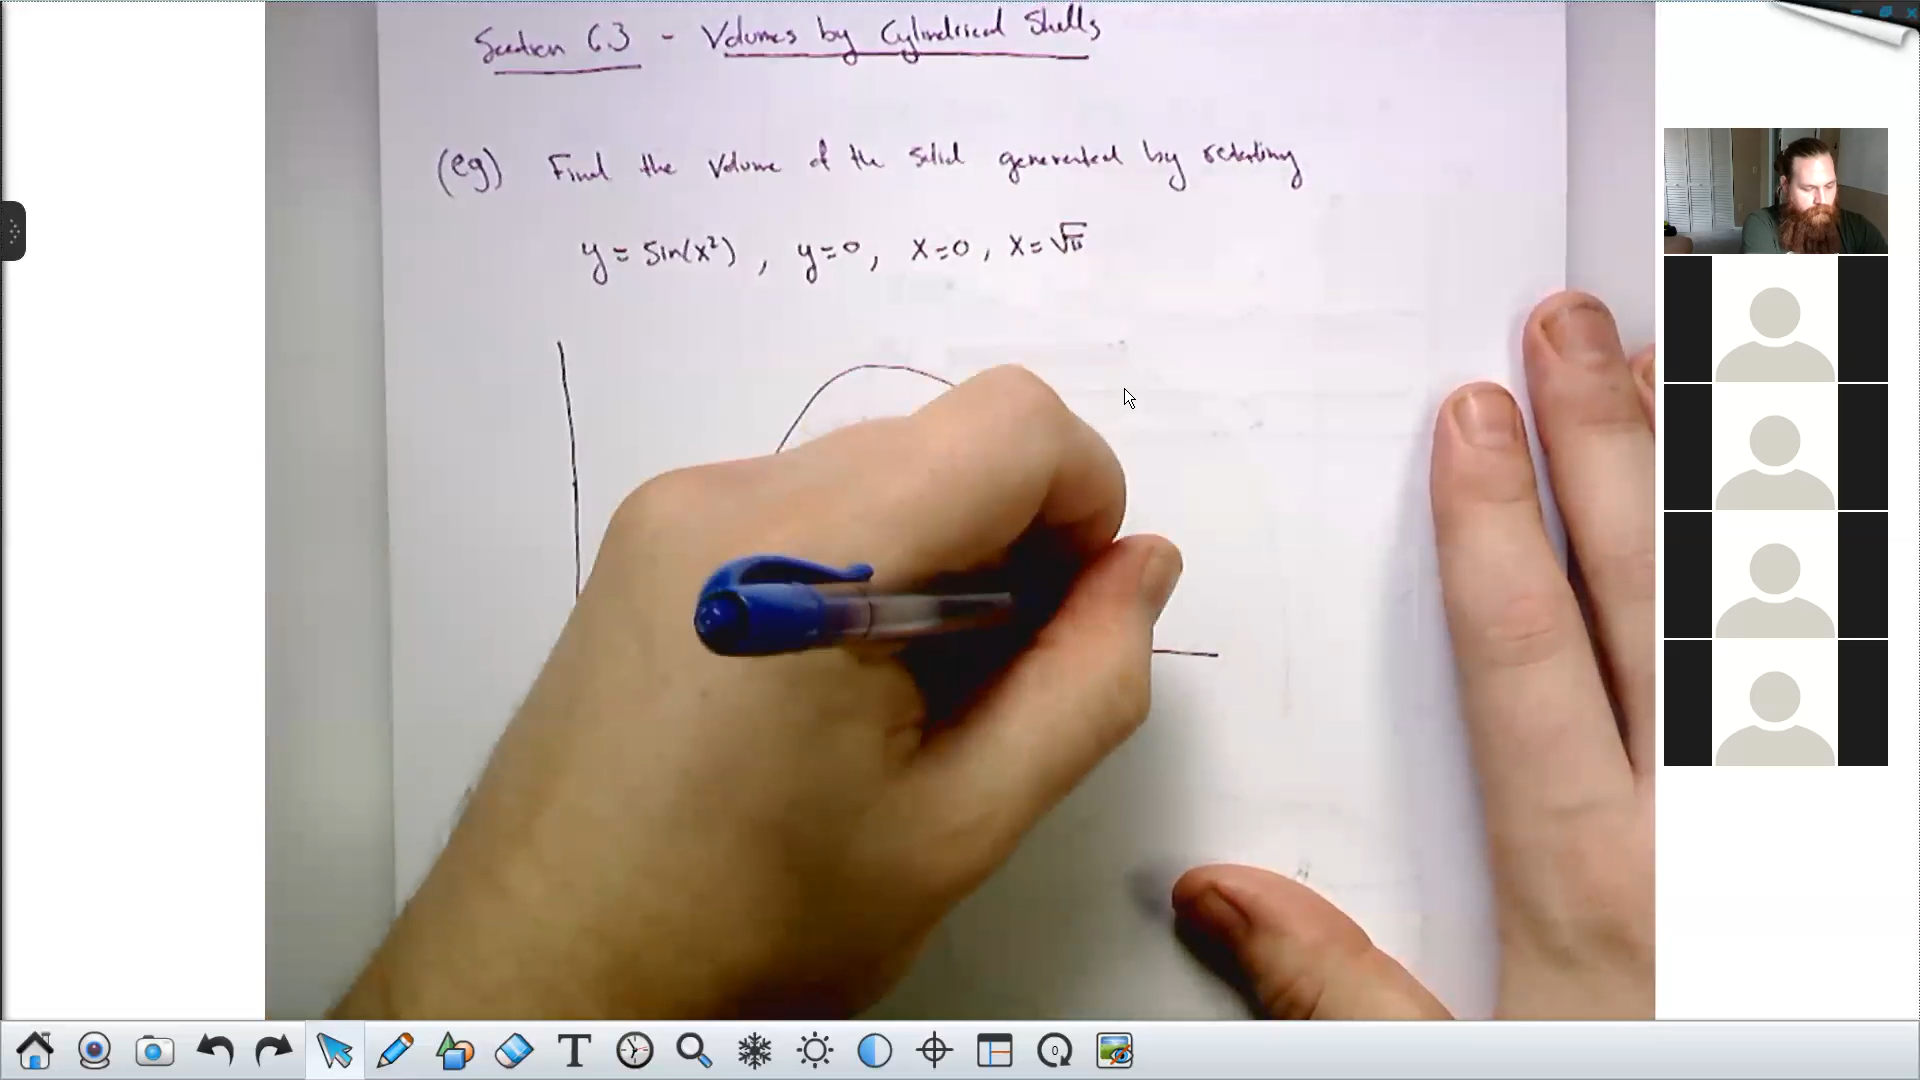 Section 6.3 - Volumes by Cylindrical Shells
(eg) Find the volume of the solid generated by rotating
y = sin(x²) , y=0, x=0, x=√π
T
0